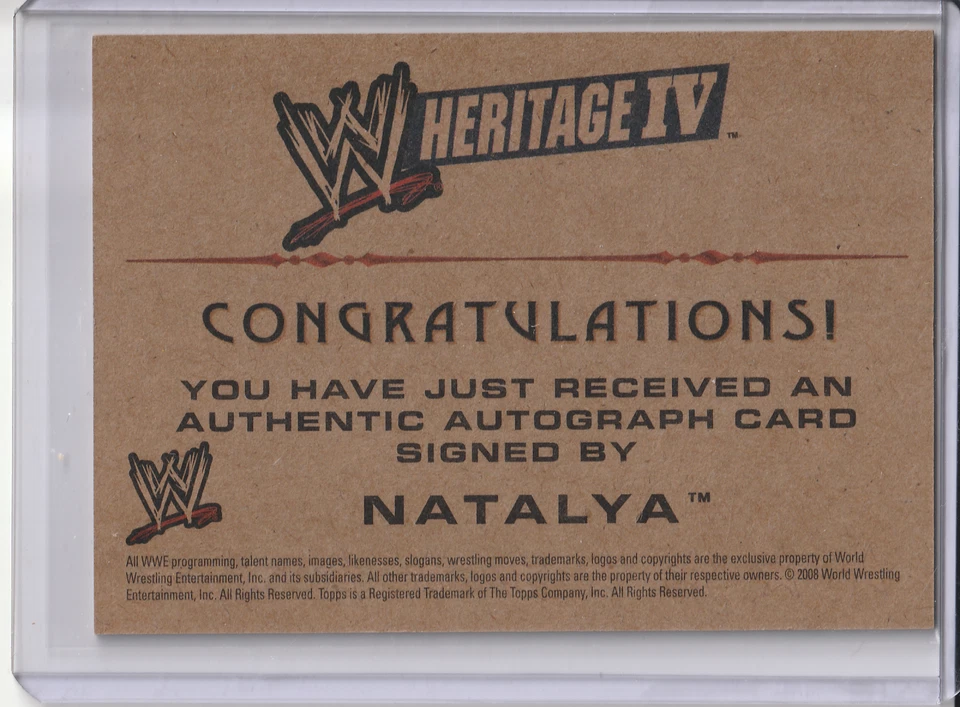 W HERITAGE IV ™
CONGRATULATIONS!
YOU HAVE JUST RECEIVED AN
AUTHENTIC AUTOGRAPH CARD
SIGNED BY
NATALYA™
W
All WWE programming, talent names, images, likenesses, slogans, wrestling moves, trademarks, logos and copyrights are the exclusive property of World
Wrestling Entertainment, Inc. and its subsidiaries. All other trademarks, logos and copyrights are the property of their respective owners. © 2008 World Wrestling
Entertainment, Inc. All Rights Reserved. Topps is a Registered Trademark of The Topps Company, Inc. All Rights Reserved.